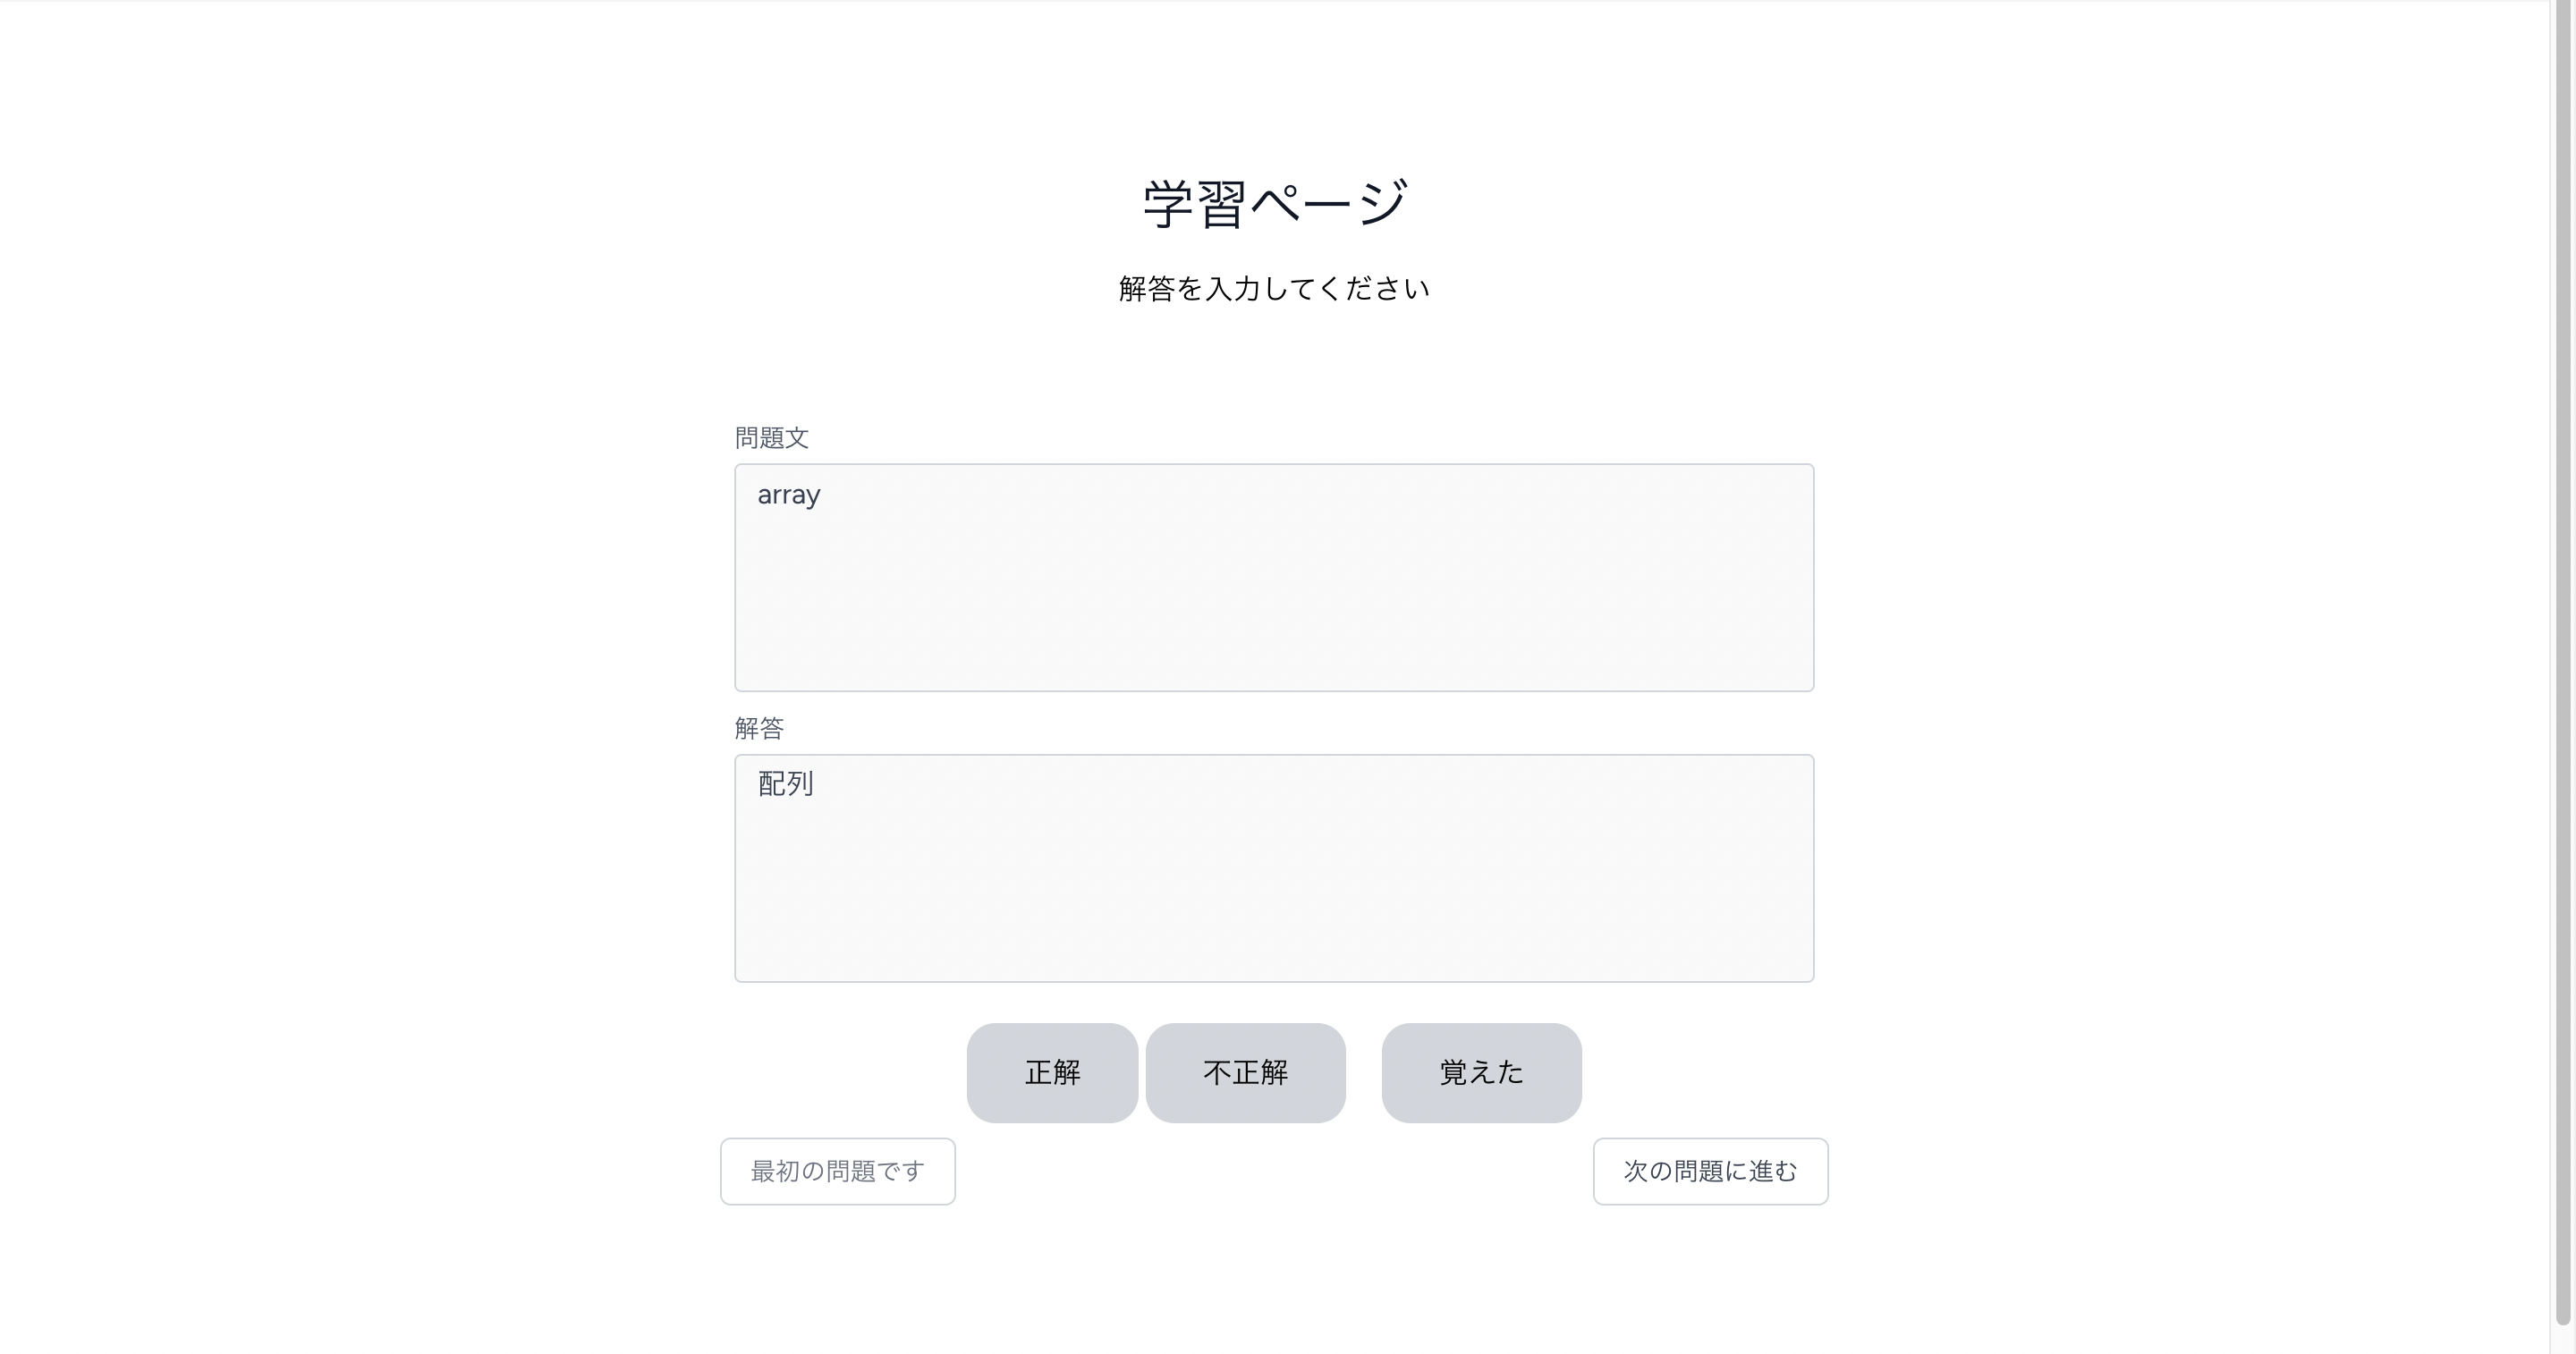 学習ページ
解答を入力してください
問題文
array
解答
配列
正解 不正解 覚えた
最初の問題です 次の問題に進む